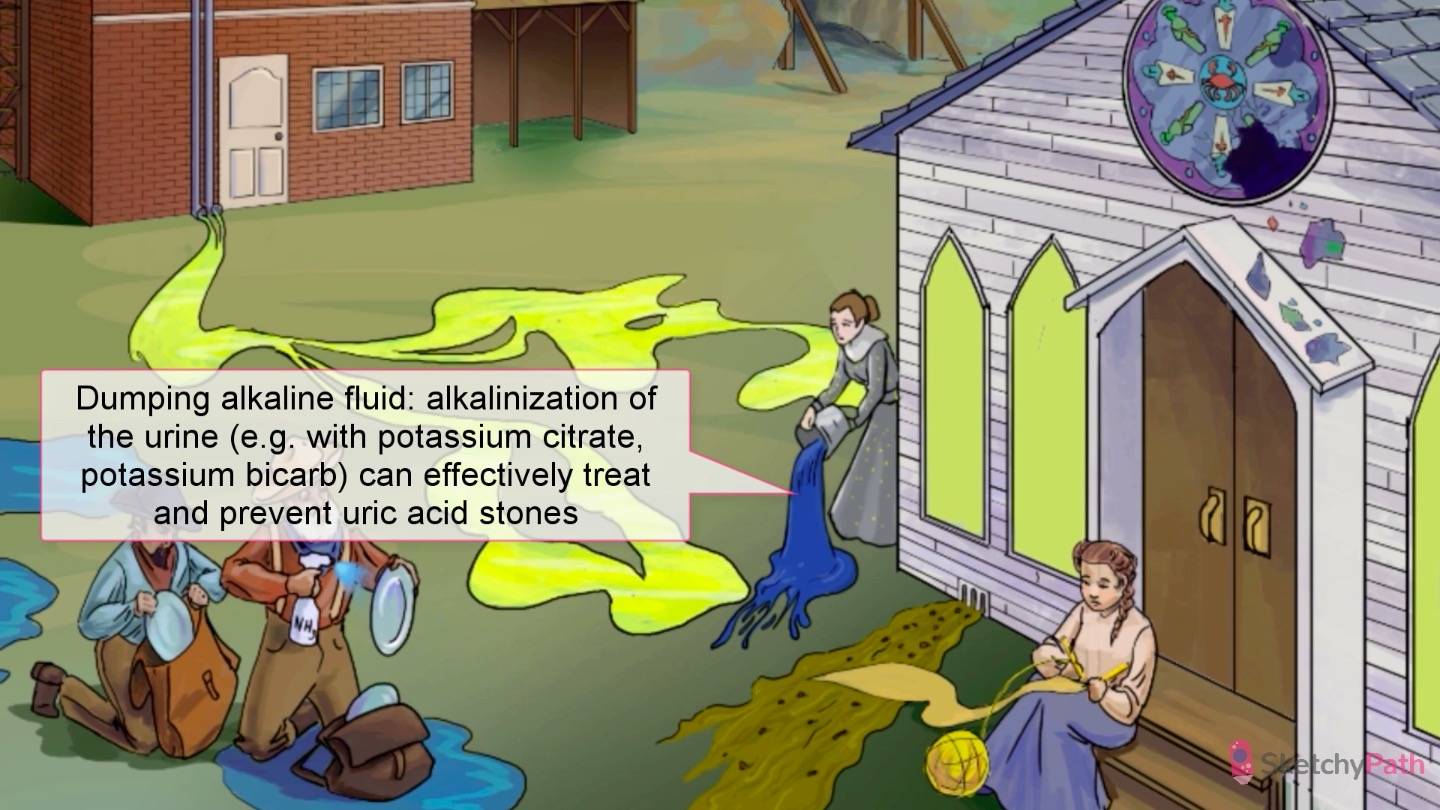 Dumping alkaline fluid: alkalinization of
the urine (e.g. with potassium citrate,
potassium bicarb) can effectively treat
and prevent uric acid stones
NH3
SketchyPath